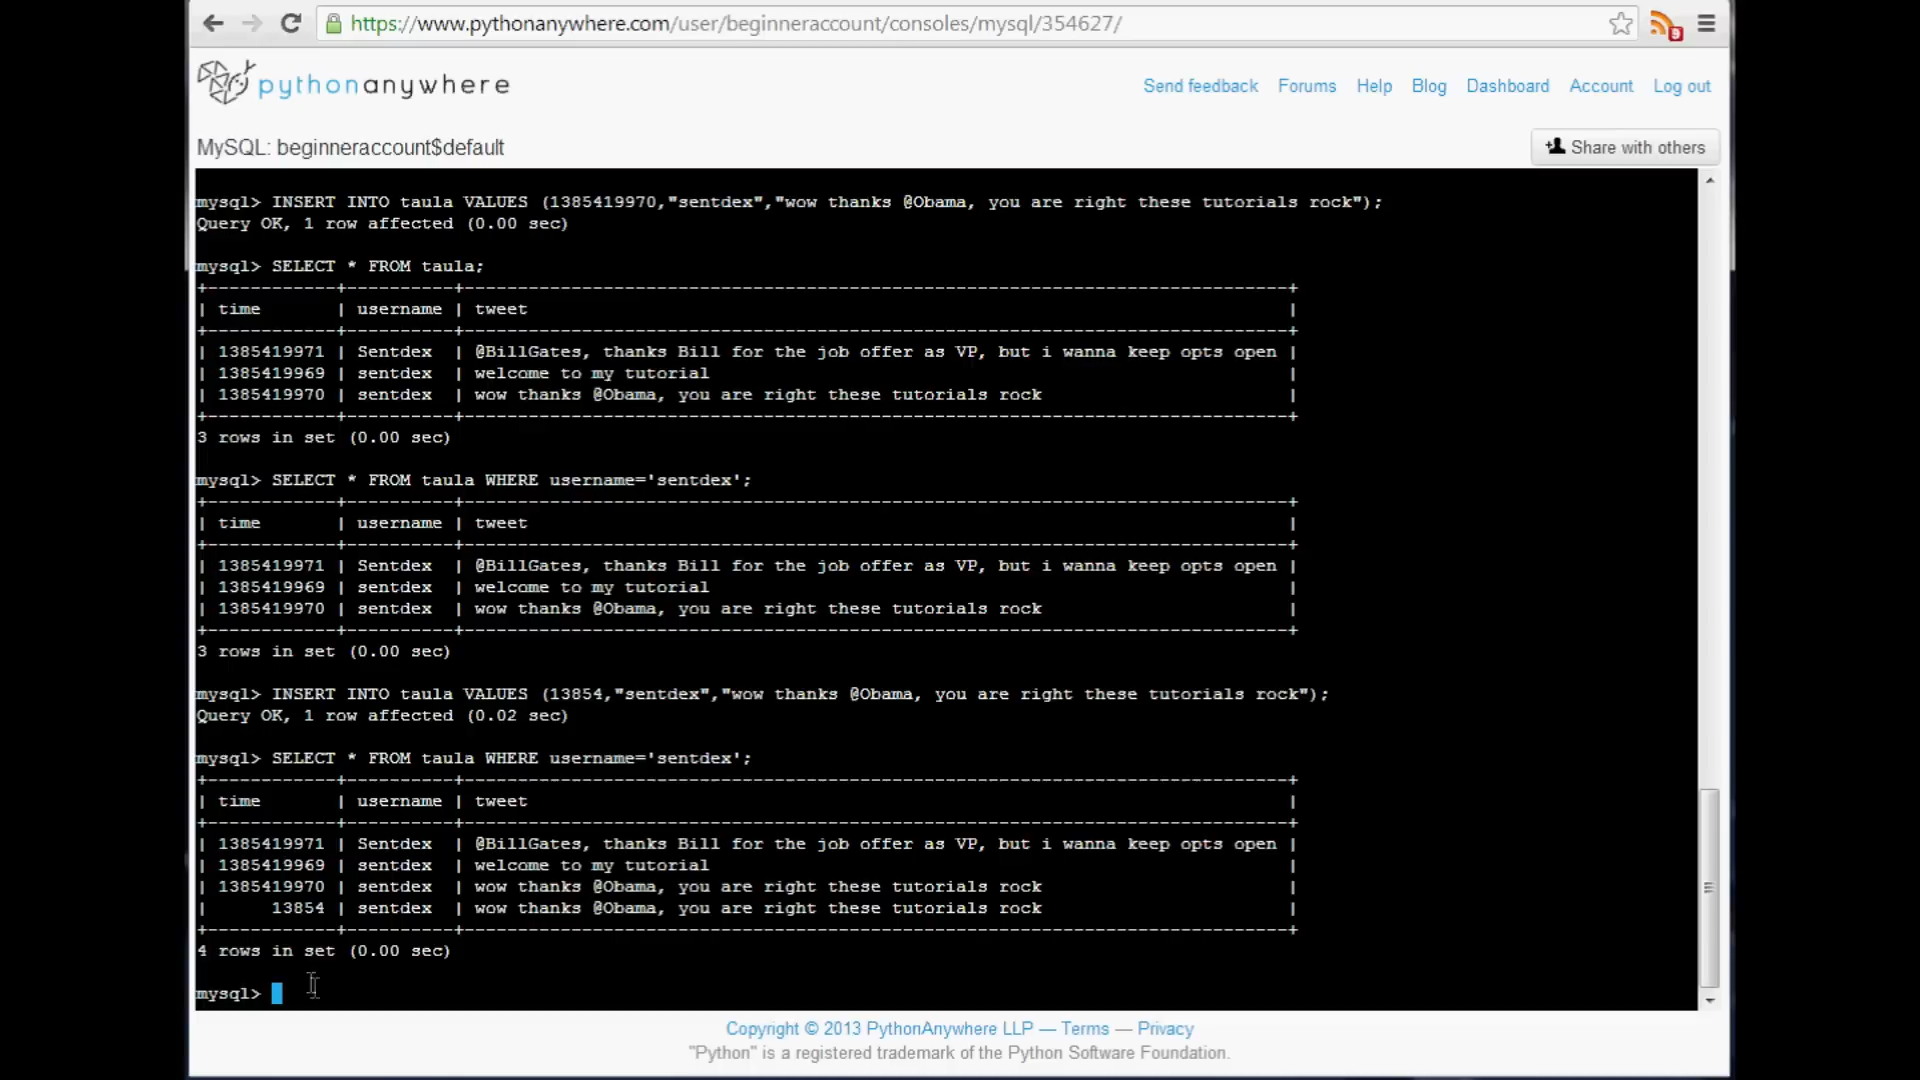 https://www.pythonanywhere.com/user/beginneraccount/consoles/mysql/354627/
9
pythonanywhere
Send feedback Forums Help Blog Dashboard Account Log out
MySQL: beginneraccount$default
Share with others
mysql> INSERT INTO taula VALUES (1385419970,"sentdex","wow thanks @Obama, you are right these tutorials rock");
Query OK, 1 row affected (0.00 sec)
mysql> SELECT * FROM taula;
+------------+----------+-----------------------------------------------------------------------------+
| time       | username | tweet                                                                       |
+------------+----------+-----------------------------------------------------------------------------+
| 1385419971 | Sentdex  | @BillGates, thanks Bill for the job offer as VP, but i wanna keep opts open |
| 1385419969 | sentdex  | welcome to my tutorial                                                      |
| 1385419970 | sentdex  | wow thanks @Obama, you are right these tutorials rock                       |
+------------+----------+-----------------------------------------------------------------------------+
3 rows in set (0.00 sec)
mysql> SELECT * FROM taula WHERE username='sentdex';
+------------+----------+-----------------------------------------------------------------------------+
| time       | username | tweet                                                                       |
+------------+----------+-----------------------------------------------------------------------------+
| 1385419971 | Sentdex  | @BillGates, thanks Bill for the job offer as VP, but i wanna keep opts open |
| 1385419969 | sentdex  | welcome to my tutorial                                                      |
| 1385419970 | sentdex  | wow thanks @Obama, you are right these tutorials rock                       |
+------------+----------+-----------------------------------------------------------------------------+
3 rows in set (0.00 sec)
mysql> INSERT INTO taula VALUES (13854,"sentdex","wow thanks @Obama, you are right these tutorials rock");
Query OK, 1 row affected (0.02 sec)
mysql> SELECT * FROM taula WHERE username='sentdex';
+------------+----------+-----------------------------------------------------------------------------+
| time       | username | tweet                                                                       |
+------------+----------+-----------------------------------------------------------------------------+
| 1385419971 | Sentdex  | @BillGates, thanks Bill for the job offer as VP, but i wanna keep opts open |
| 1385419969 | sentdex  | welcome to my tutorial                                                      |
| 1385419970 | sentdex  | wow thanks @Obama, you are right these tutorials rock                       |
|      13854 | sentdex  | wow thanks @Obama, you are right these tutorials rock                       |
+------------+----------+-----------------------------------------------------------------------------+
4 rows in set (0.00 sec)
mysql>
Copyright © 2013 PythonAnywhere LLP — Terms — Privacy
"Python" is a registered trademark of the Python Software Foundation.